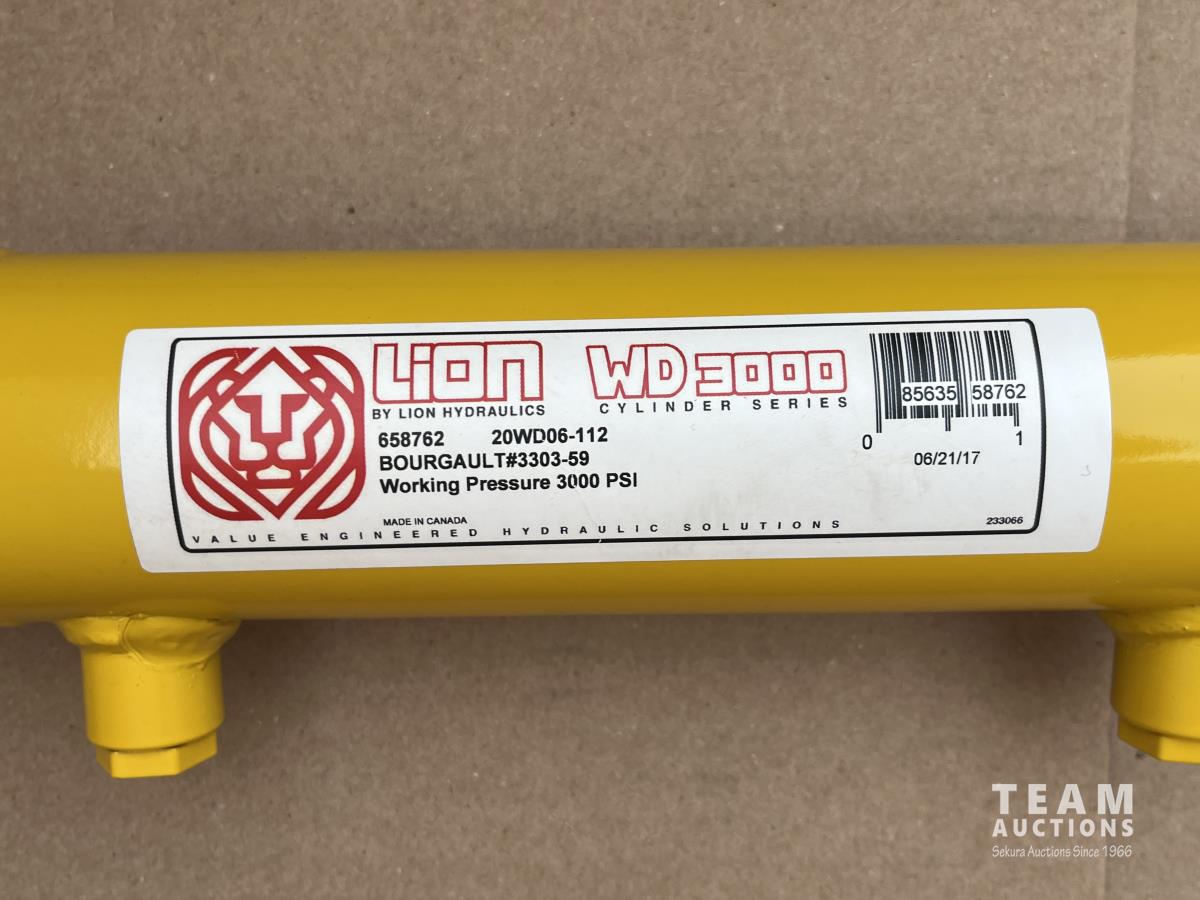 LION
BY LION HYDRAULICS
WD 3000
CYLINDER SERIES
658762 20WD06-112
BOURGAULT#3303-59
Working Pressure 3000 PSI
MADE IN CANADA
VALUE ENGINEERED HYDRAULIC SOLUTIONS
0 85635 58762 1
06/21/17
233066
TEAM
AUCTIONS
Sekura Auctions Since 1966